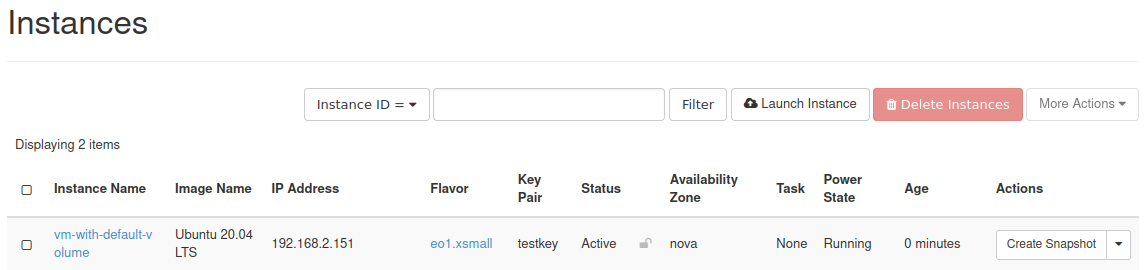 Instances
Instance ID = Filter Launch Instance Delete Instances More Actions
Displaying 2 items
Instance Name Image Name IP Address Flavor Key Pair Status Availability Zone Task Power State Age Actions
vm-with-default-v
olume Ubuntu 20.04
LTS 192.168.2.151 eo1.xsmall testkey Active nova None Running 0 minutes Create Snapshot